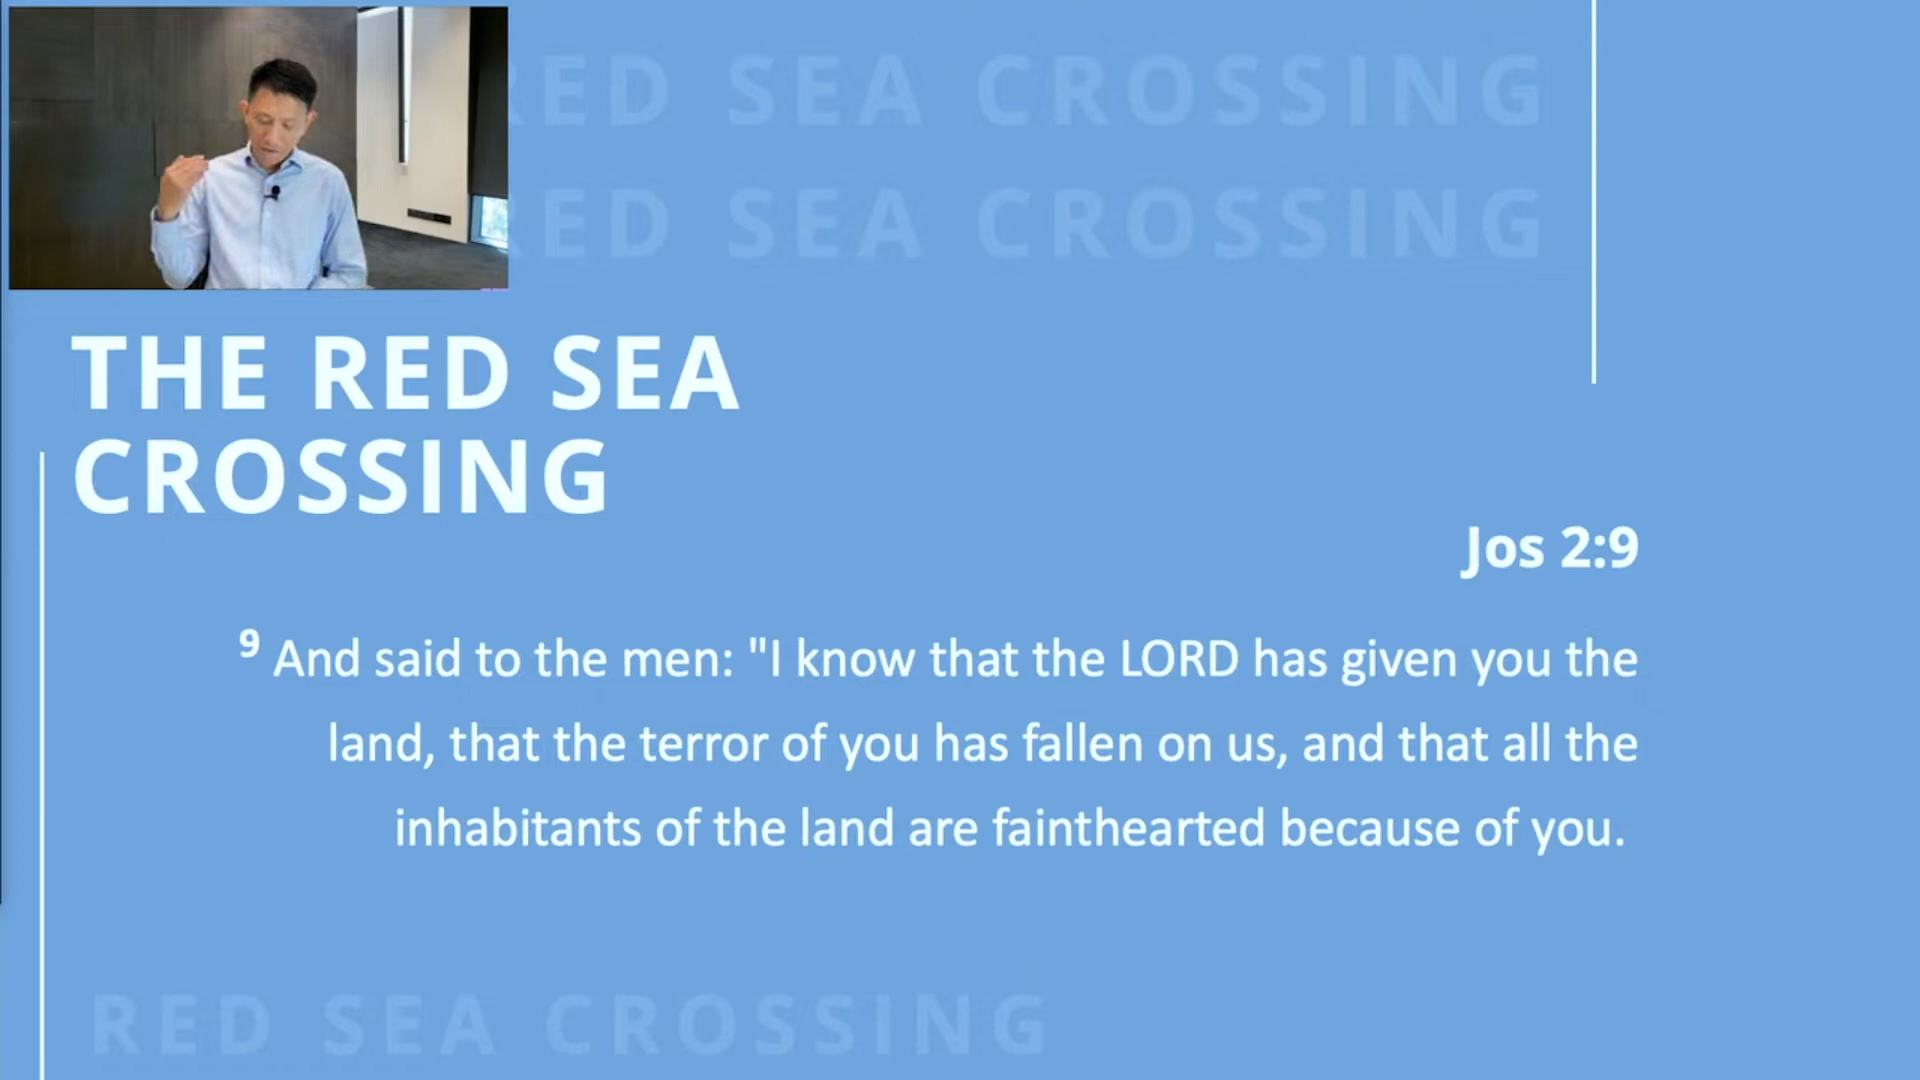 RED SEA CROSSING
RED SEA CROSSING
THE RED SEA
CROSSING
Jos 2:9
9 And said to the men: "I know that the LORD has given you the
land, that the terror of you has fallen on us, and that all the
inhabitants of the land are fainthearted because of you.
RED SEA CROSSING